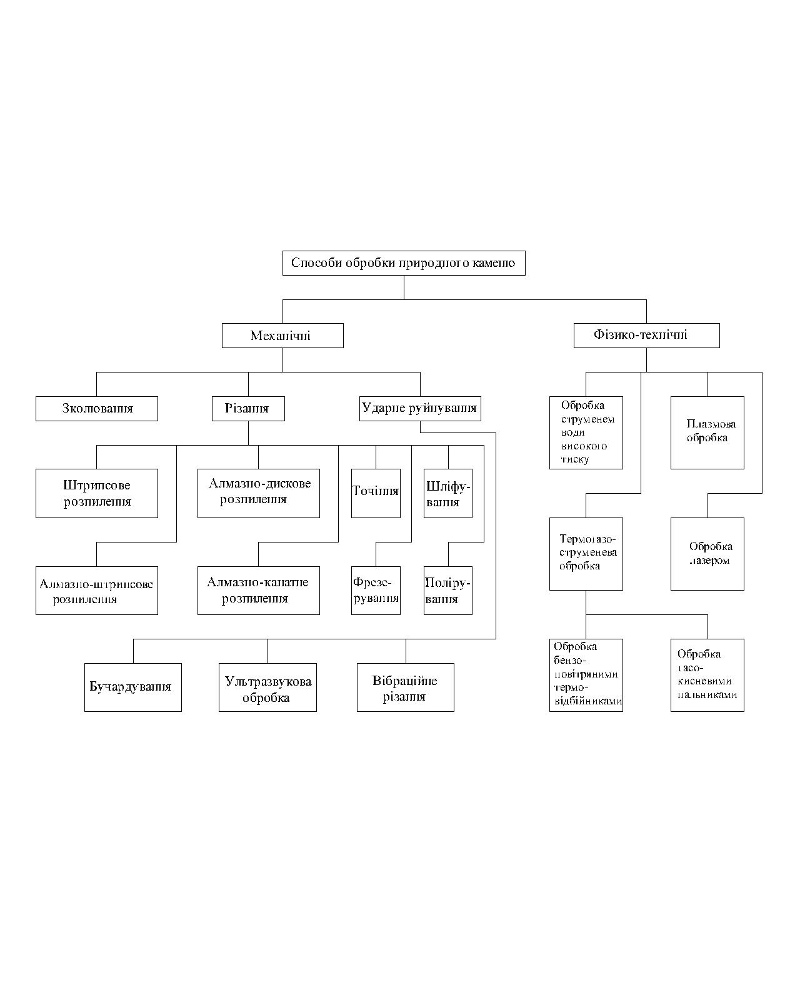 Способи обробки природного каменю
Механічні
Фізико-технічні
Зколювання
Різання
Ударне руйнування
Обробка
струменем
води
високого
тиску
Плазмова
обробка
Штрипсове
розпилення
Алмазно-дискове
розпилення
Точіння
Шліфу-
вання
Термогазо-
струменева
обробка
Обробка
лазером
Алмазно-штрипсове
розпилення
Алмазно-канатне
розпилення
Фрезе-
рування
Поліру-
вання
Бучардування
Ультразвукова
обробка
Вібраційне
різання
Обробка
бензо-
повітряними
термо-
відбійниками
Обробка
гасо-
кисневими
пальниками